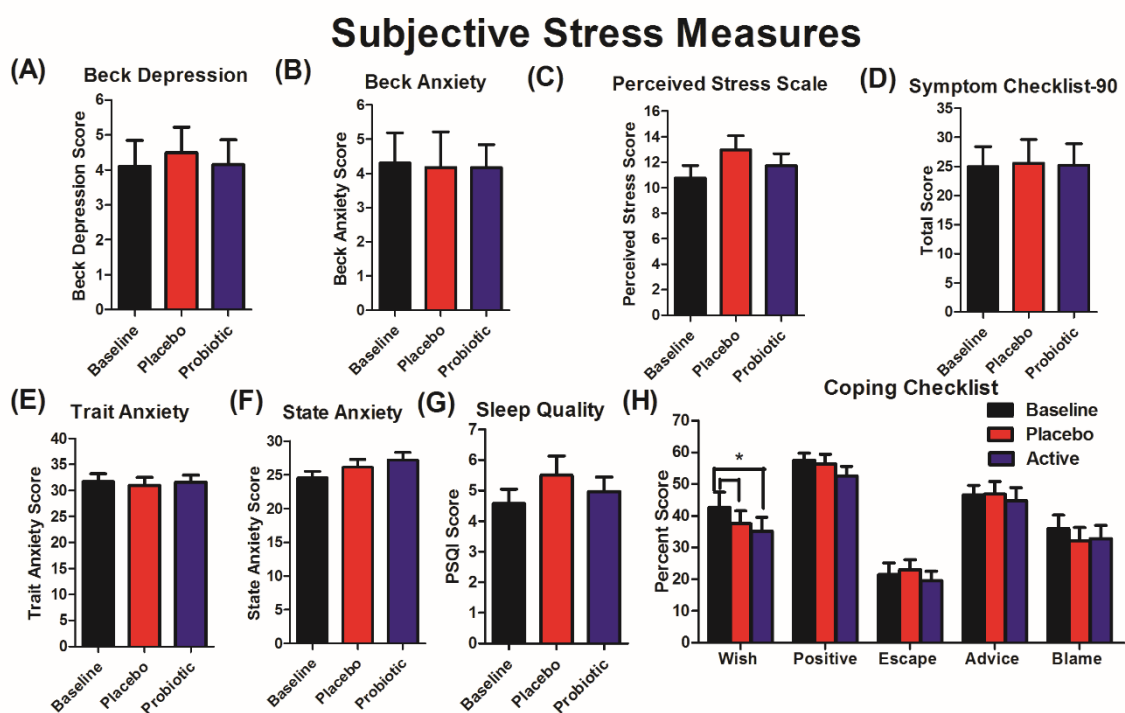 Subjective Stress Measures
(A) Beck Depression
Beck Depression Score
6
5
4
3
2
1
0
Baseline
Placebo
Probiotic
(B) Beck Anxiety
Beck Anxiety Score
6
5
4
3
2
1
0
Baseline
Placebo
Probiotic
(C) Perceived Stress Scale
Perceived Stress Score
16
14
12
10
8
6
4
2
0
Baseline
Placebo
Probiotic
(D) Symptom Checklist-90
Total Score
35
30
25
20
15
10
5
0
Baseline
Placebo
Probiotic
(E) Trait Anxiety
Trait Anxiety Score
40
35
30
25
20
15
10
5
0
Baseline
Placebo
Probiotic
(F) State Anxiety
State Anxiety Score
30
25
20
15
10
5
0
Baseline
Placebo
Probiotic
(G) Sleep Quality
PSQI Score
7
6
5
4
3
2
1
0
Baseline
Placebo
Probiotic
(H) Coping Checklist
Baseline
Placebo
Active
Percent Score
70
60
50
40
30
20
10
0
*
Wish Positive Escape Advice Blame